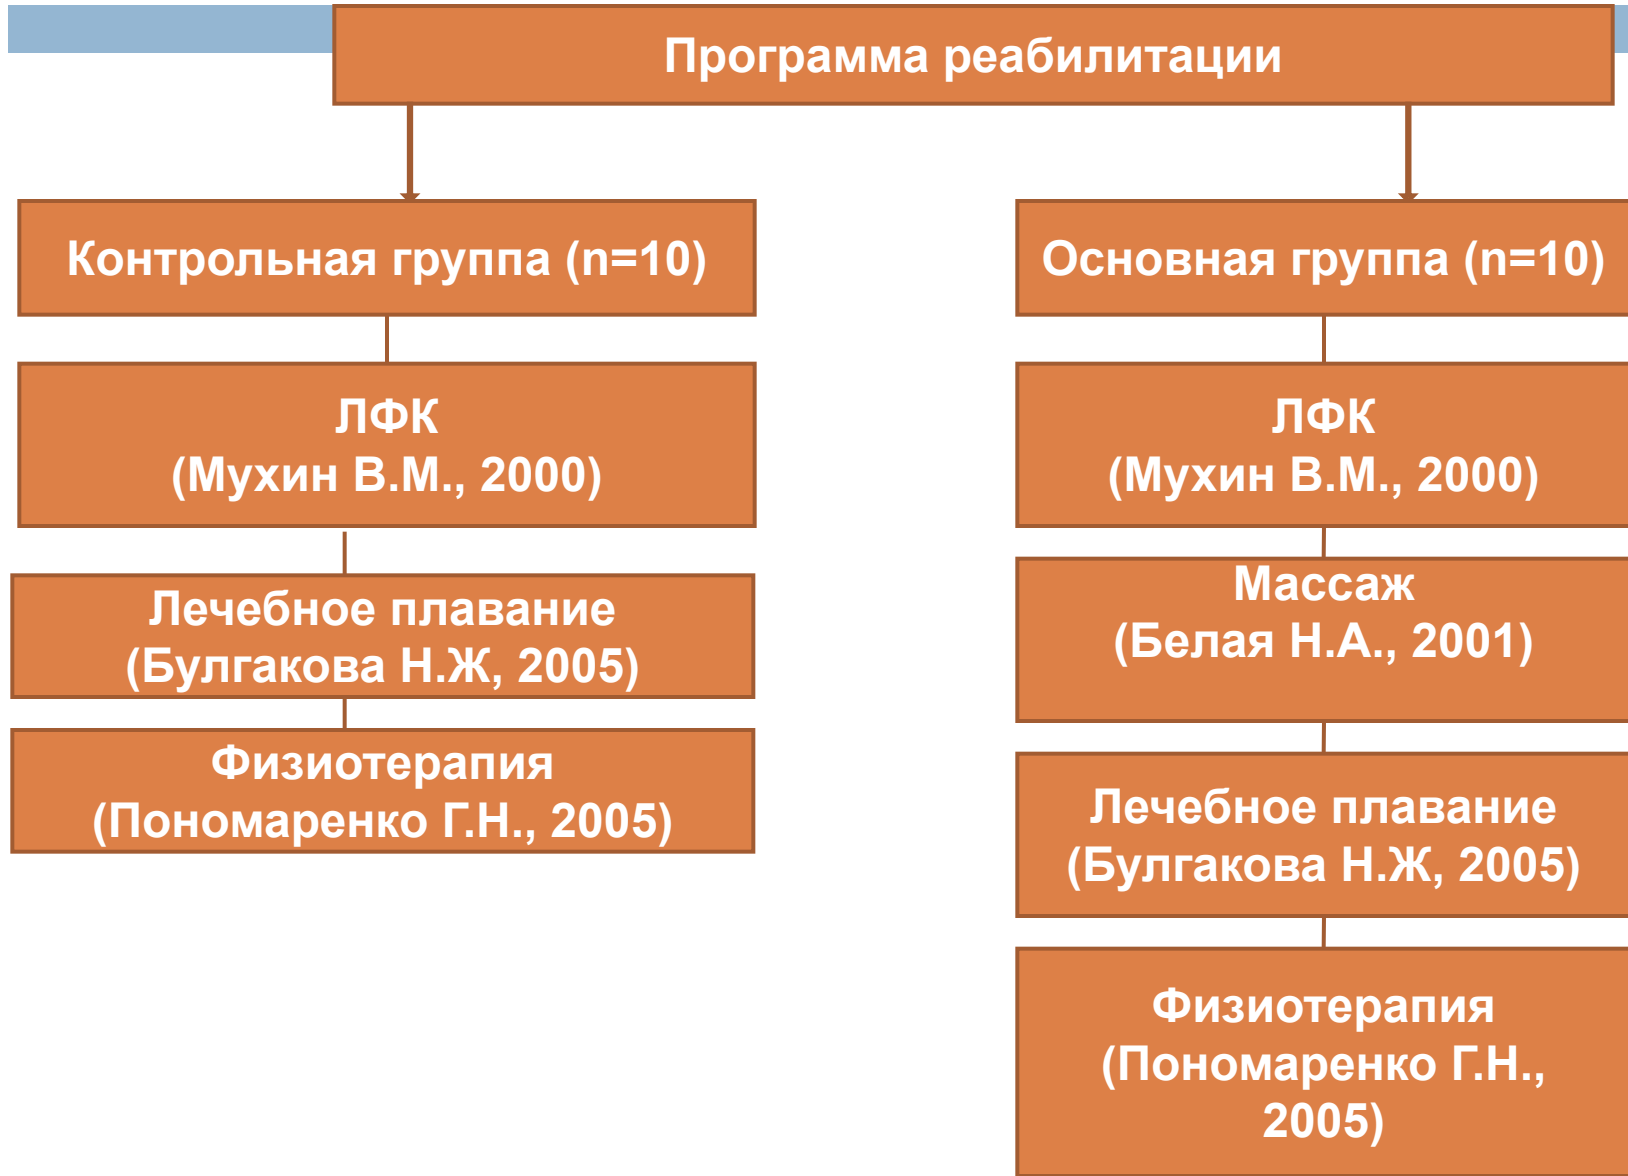 Программа реабилитации
Контрольная группа (n=10)
ЛФК
(Мухин В.М., 2000)
Лечебное плавание
(Булгакова Н.Ж, 2005)
Физиотерапия
(Пономаренко Г.Н., 2005)
Основная группа (n=10)
ЛФК
(Мухин В.М., 2000)
Массаж
(Белая Н.А., 2001)
Лечебное плавание
(Булгакова Н.Ж, 2005)
Физиотерапия
(Пономаренко Г.Н.,
2005)